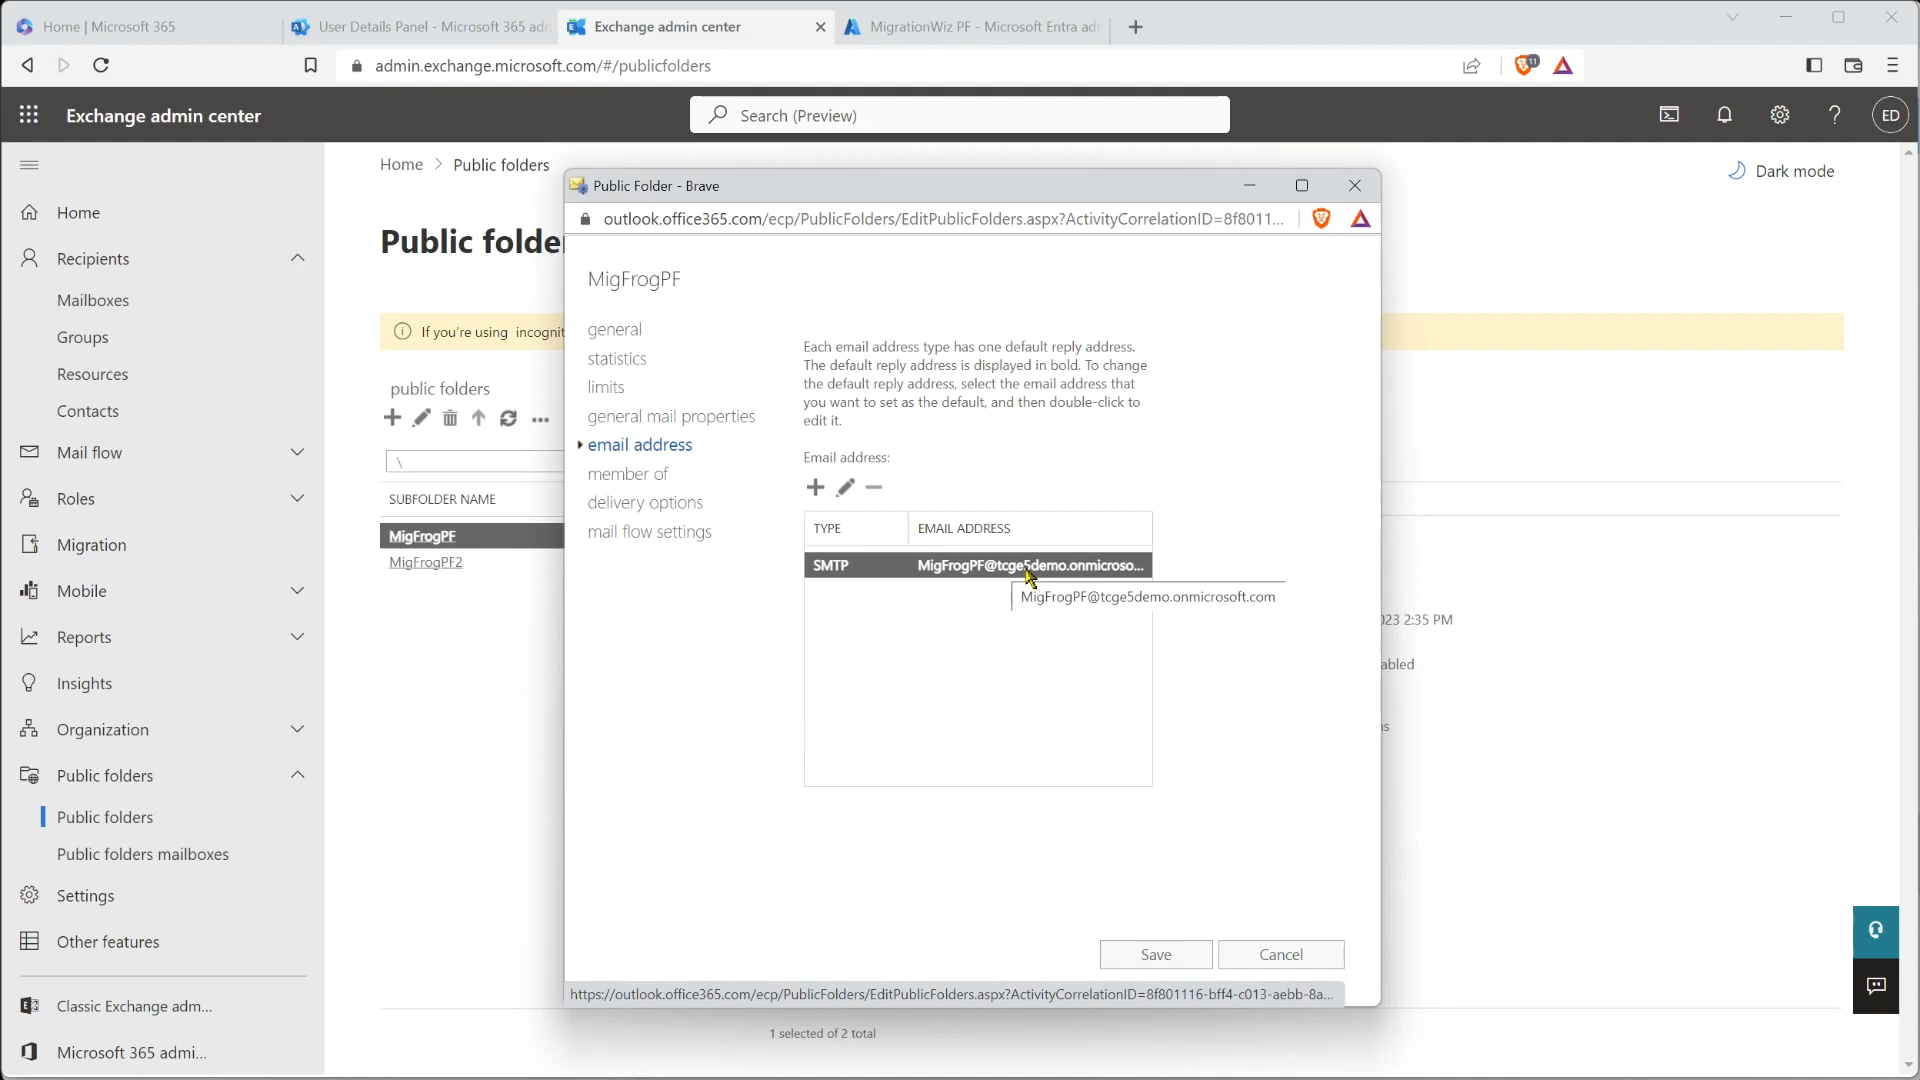 Home | Microsoft 365
User Details Panel - Microsoft 365 adn
Exchange admin center
MigrationWiz PF - Microsoft Entra adn
admin.exchange.microsoft.com/#/publicfolders
11
Exchange admin center
Search (Preview)
ED
Home
Recipients
Mailboxes
Groups
Resources
Contacts
Mail flow
Roles
Migration
Mobile
Reports
Insights
Organization
Public folders
Public folders
Public folders mailboxes
Settings
Other features
Classic Exchange adm...
Microsoft 365 admi...
Home > Public folders
Dark mode
Public folde
If you're using incognit
public folders
\
SUBFOLDER NAME
MigFrogPF
MigFrogPF2
023 2:35 PM
abled
ns
1 selected of 2 total
Public Folder - Brave
outlook.office365.com/ecp/PublicFolders/EditPublicFolders.aspx?ActivityCorrelationID=8f8011...
MigFrogPF
general
statistics
limits
general mail properties
email address
member of
delivery options
mail flow settings
Each email address type has one default reply address.
The default reply address is displayed in bold. To change
the default reply address, select the email address that
you want to set as the default, and then double-click to
edit it.
Email address:
TYPE EMAIL ADDRESS
SMTP MigFrogPF@tcge5demo.onmicroso...
MigFrogPF@tcge5demo.onmicrosoft.com
Save Cancel
https://outlook.office365.com/ecp/PublicFolders/EditPublicFolders.aspx?ActivityCorrelationID=8f801116-bff4-c013-aebb-8a...